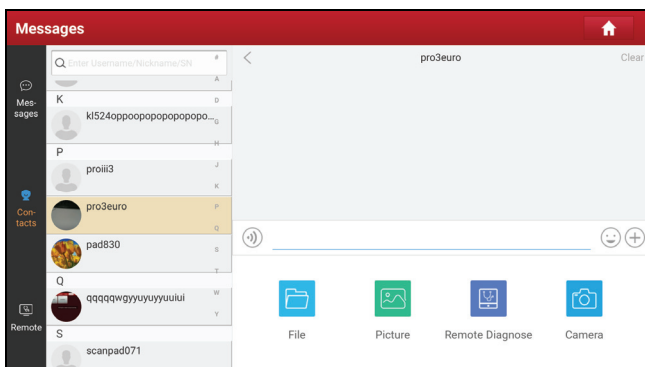 Messages
Mes-
sages
Con-
tacts
Remote
Enter Username/Nickname/SN
K
kl524oppoopopopopopopo...
P
proiii3
pro3euro
pad830
Q
qqqqqwgyyuyuyyuuiui
S
scanpad071
#
A
D
G
H
J
K
P
Q
S
T
W
Y
pro3euro
Clear
File
Picture
Remote Diagnose
Camera